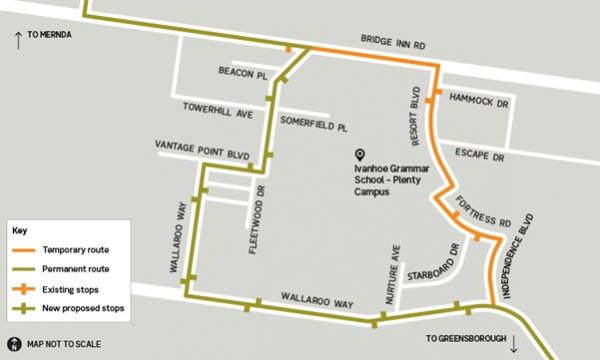 TO MERNDA
BRIDGE INN RD
BEACON PL
HAMMOCK DR
TOWERHILL AVE
SOMERFIELD PL
RESORT BLVD
VANTAGE POINT BLVD
ESCAPE DR
Ivanhoe Grammar
School - Plenty
Campus
FLEETWOOD DR
FORTRESS RD
WALLAROO WAY
INDEPENDENCE BLVD
NURTURE AVE
STARBOARD DR
WALLAROO WAY
Key
Temporary route
Permanent route
Existing stops
New proposed stops
N
MAP NOT TO SCALE
TO GREENSBOROUGH